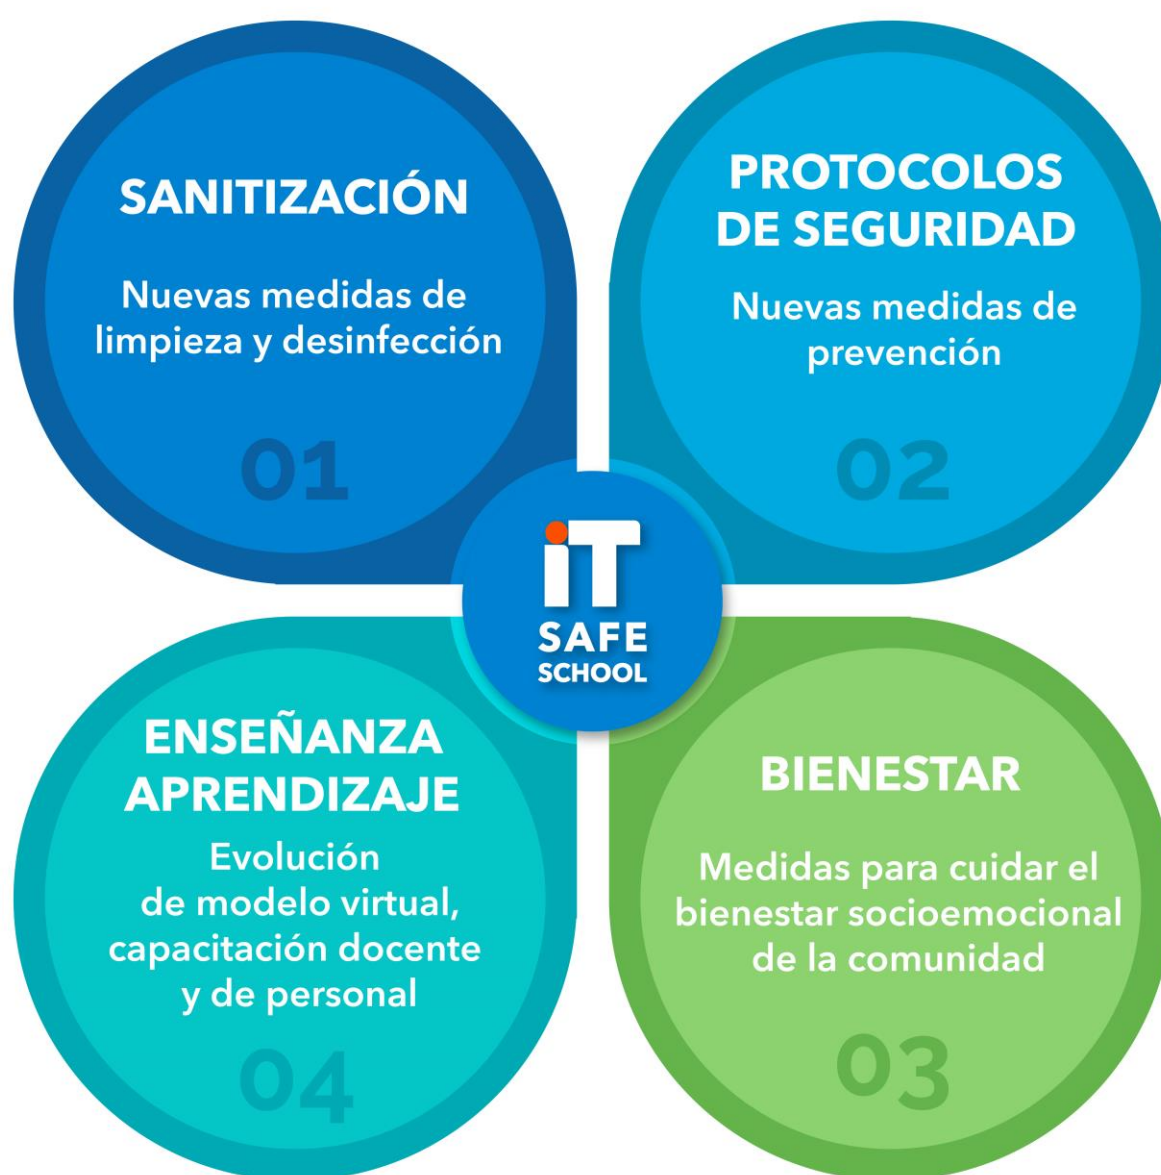 SANITIZACIÓN
Nuevas medidas de
limpieza y desinfección
01
PROTOCOLOS
DE SEGURIDAD
Nuevas medidas de
prevención
02
iT
SAFE
SCHOOL
ENSEÑANZA
APRENDIZAJE
Evolución
de modelo virtual,
capacitación docente
y de personal
04
BIENESTAR
Medidas para cuidar el
bienestar socioemocional
de la comunidad
03